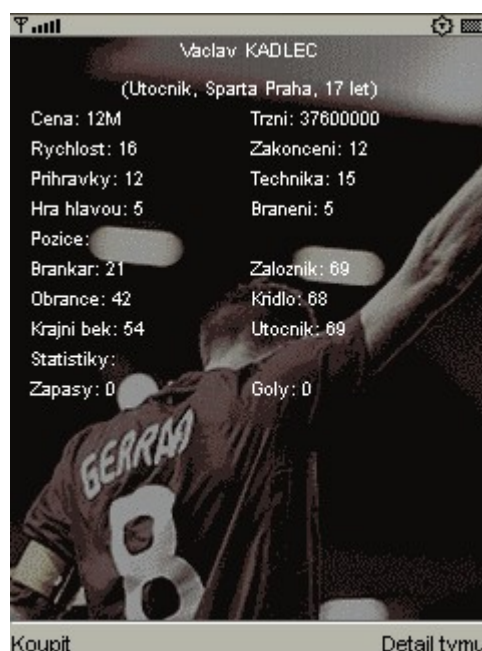 Vaclav KADLEC
(Utocnik, Sparta Praha, 17 let)
Cena: 12M Trzni: 37600000
Rychlost: 16 Zakonceni: 12
Prihravky: 12 Technika: 15
Hra hlavou: 5 Braneni: 5
Pozice:
Brankar: 21 Zaloznik: 69
Obrance: 42 Kridlo: 68
Krajni bek: 54 Utocnik: 69
Statistiky:
Zapasy: 0 Goly: 0
GERRA
8
Koupit Detail tymu